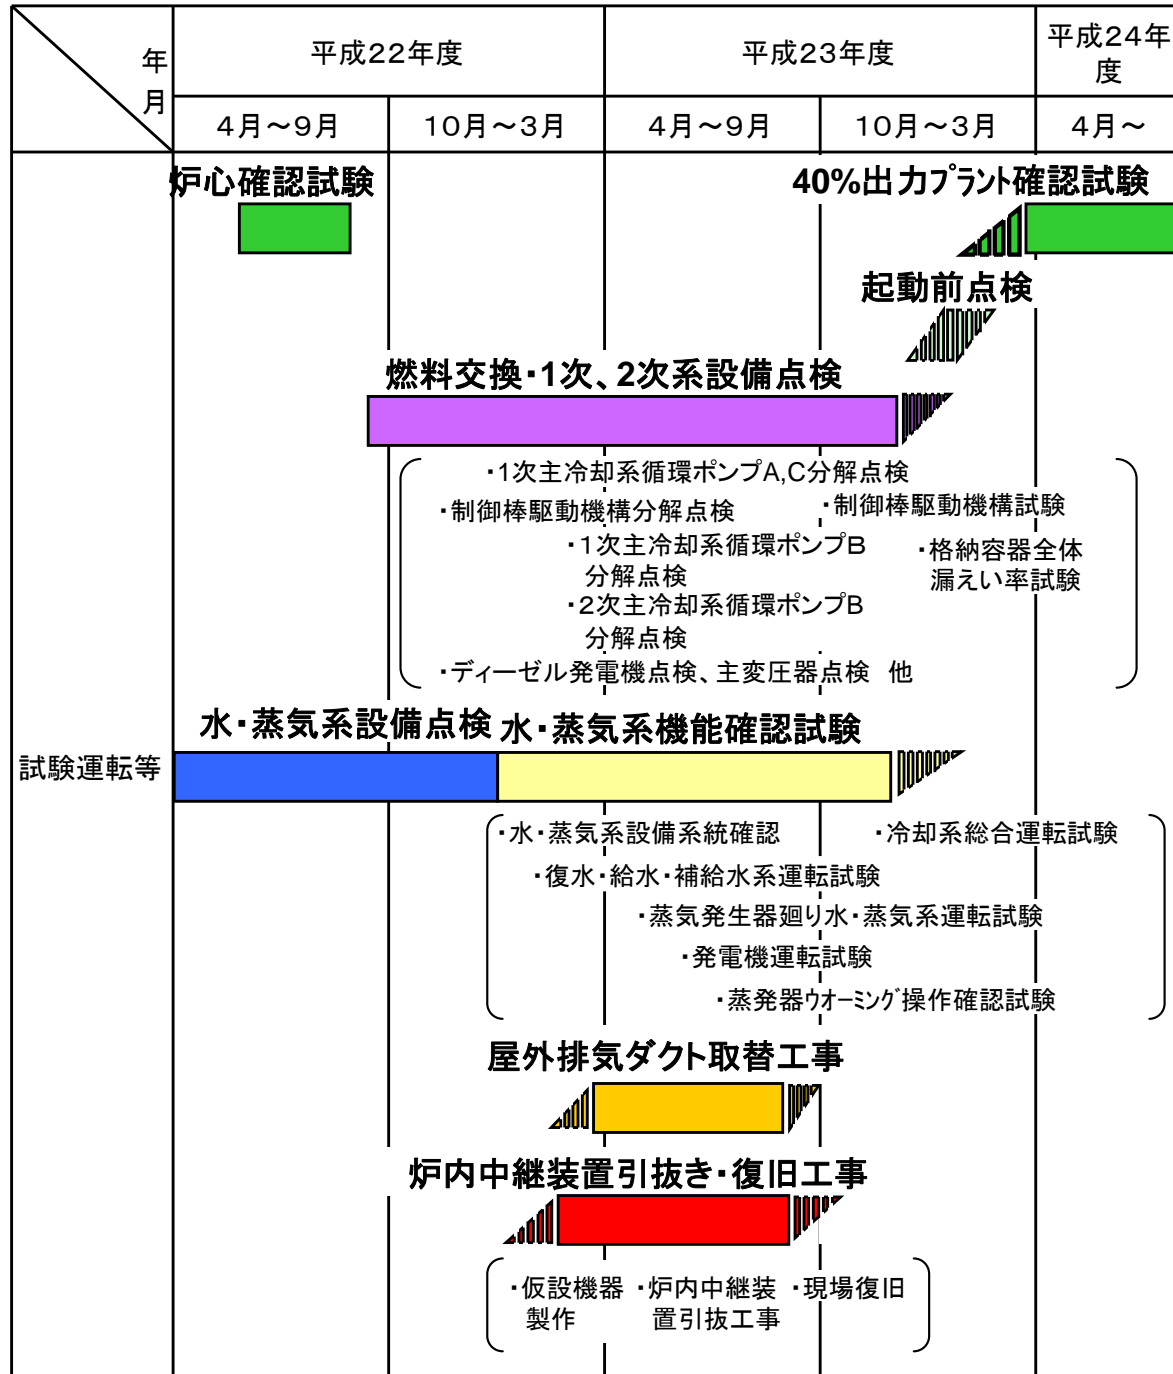 年
月
平成22年度
平成23年度
平成24年
度
4月～9月
10月～3月
4月～9月
10月～3月
4月～
試験運転等
炉心確認試験
40%出力プラント確認試験
起動前点検
燃料交換・1次、2次系設備点検
・1次主冷却系循環ポンプA,C分解点検
・制御棒駆動機構分解点検
・制御棒駆動機構試験
・1次主冷却系循環ポンプB
分解点検
・格納容器全体
漏えい率試験
・2次主冷却系循環ポンプB
分解点検
・ディーゼル発電機点検、主変圧器点検 他
水・蒸気系設備点検
水・蒸気系機能確認試験
・水・蒸気系設備系統確認
・冷却系総合運転試験
・復水・給水・補給水系運転試験
・蒸気発生器廻り水・蒸気系運転試験
・発電機運転試験
・蒸発器ウオーミング操作確認試験
屋外排気ダクト取替工事
炉内中継装置引抜き・復旧工事
・仮設機器
製作
・炉内中継装
置引抜工事
・現場復旧